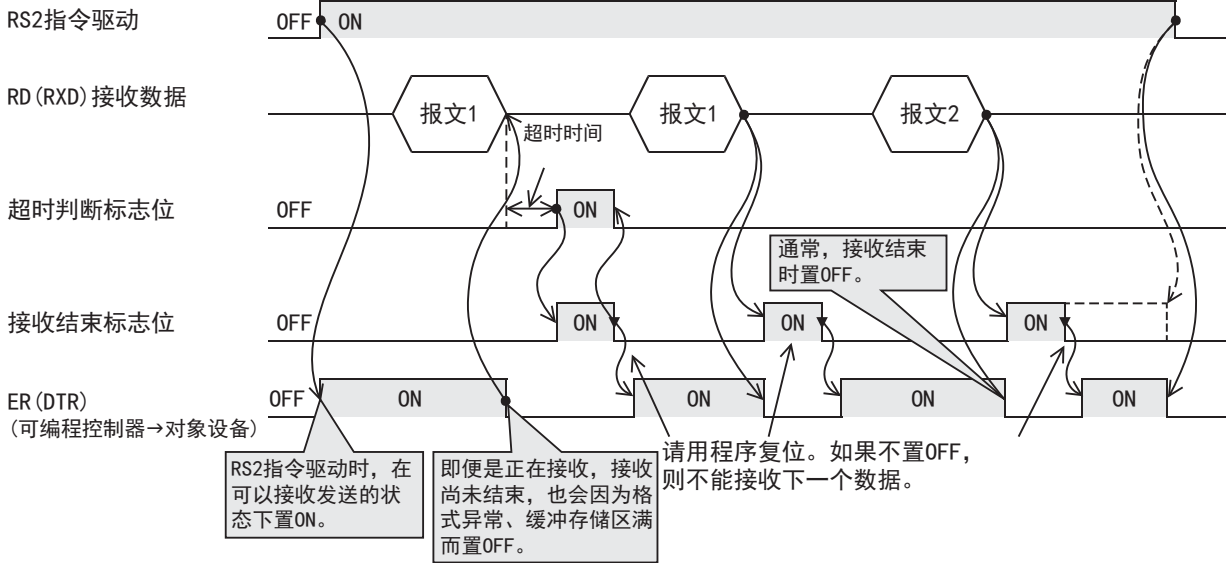 RS2指令驱动
OFF
ON
RD(RXD)接收数据
报文1
报文1
报文2
超时时间
超时判断标志位
OFF
ON
通常，接收结束
时置OFF。
接收结束标志位
OFF
ON
ON
ON
ER(DTR)
(可编程控制器→对象设备)
OFF
ON
ON
ON
ON
RS2指令驱动时，在
可以接收发送的状
态下置ON。
即便是正在接收，接收
尚未结束，也会因为格
式异常、缓冲存储区满
而置OFF。
请用程序复位。如果不置OFF，
则不能接收下一个数据。